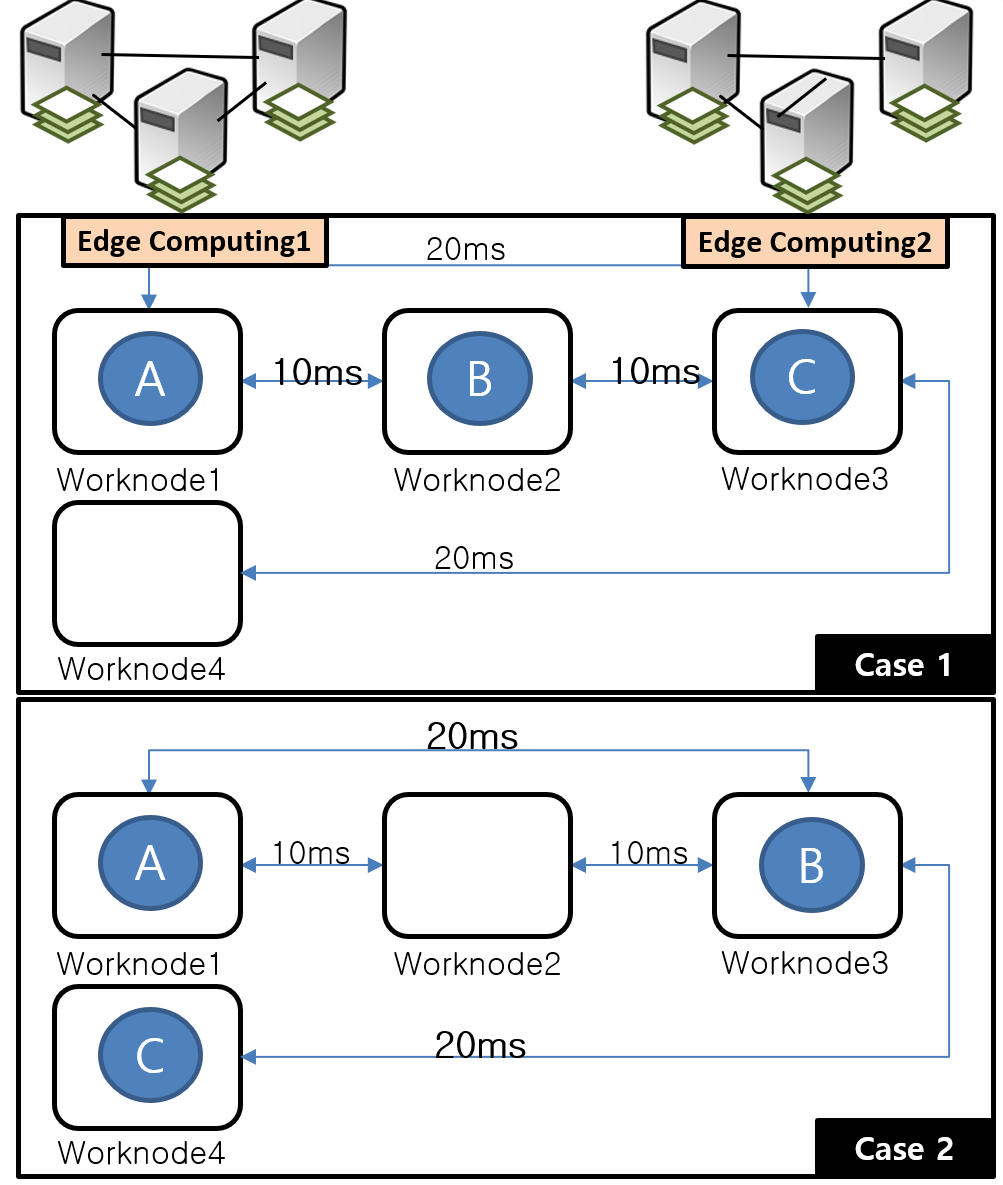 Edge Computing1
20ms
Edge Computing2
A
10ms
B
10ms
C
Worknode1
Worknode2
Worknode3
20ms
Worknode4
Case 1
20ms
A
10ms
10ms
B
Worknode1
Worknode2
Worknode3
C
20ms
Worknode4
Case 2